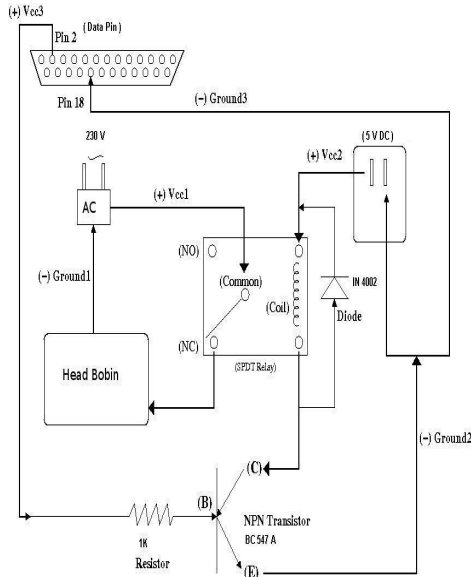 (+) Vcc3
Pin 2
( Data Pin )
Pin 18
(−) Ground3
230 V
( 5 V DC )
(+) Vcc2
AC
(+) Vcc1
(NO)
(Common)
(−) Ground1
(Coil)
IN 4002
Diode
(NC)
(SPDT Relay)
Head Bobin
(−) Ground2
(C)
(B)
NPN Transistor
BC 547 A
1K
Resistor
(E)